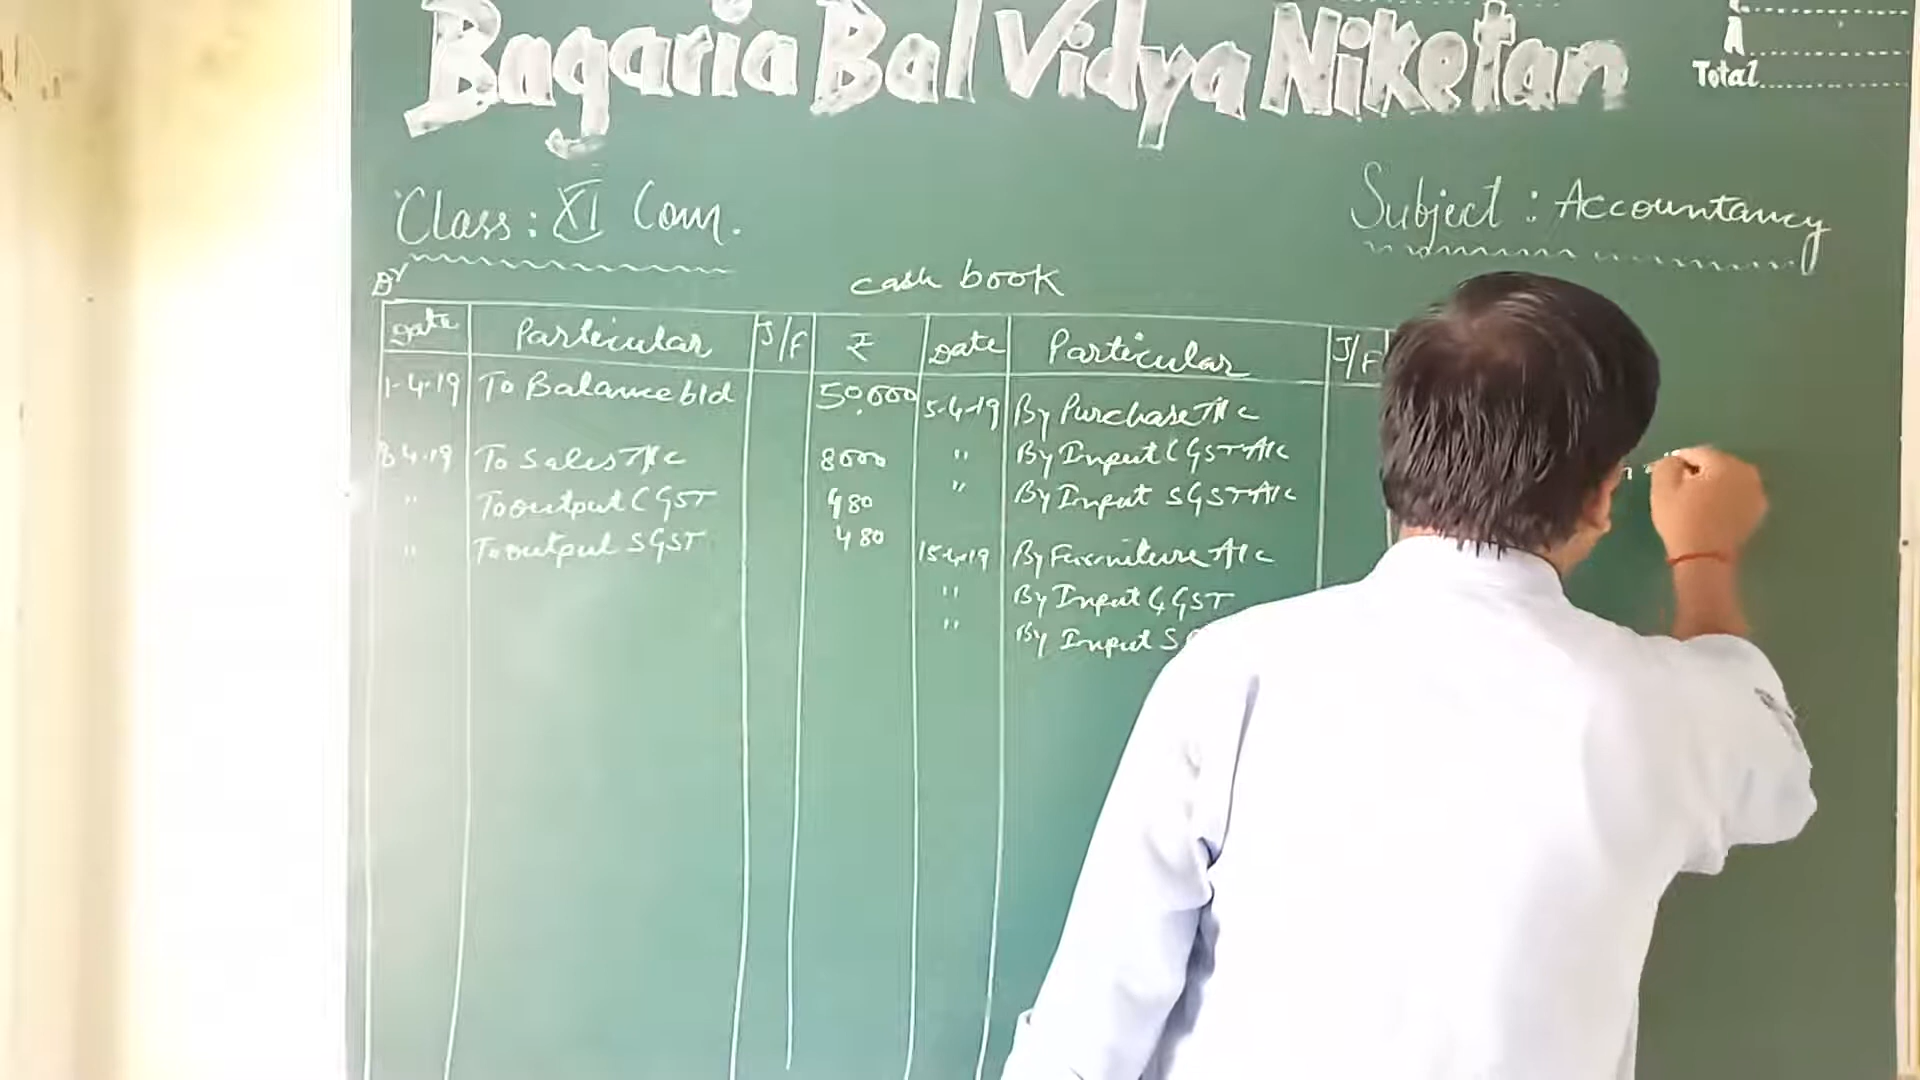 Bagaria Bal Vidya Niketan
A
Total
Class: XI Com.
Subject: Accountancy
Dr
cash book
Date Particular J/F ₹ Date Particular J/F
1-4-19 To Balance b/d 50,000 5-4-19 By Purchase A/c
8-4-19 To Sales A/c 8000 " By Input CGST A/c
" To output CGST 480 " By Input SGST A/c
" To output SGST 480 15-4-19 By Furniture A/c
" By Input CGST
" By Input S